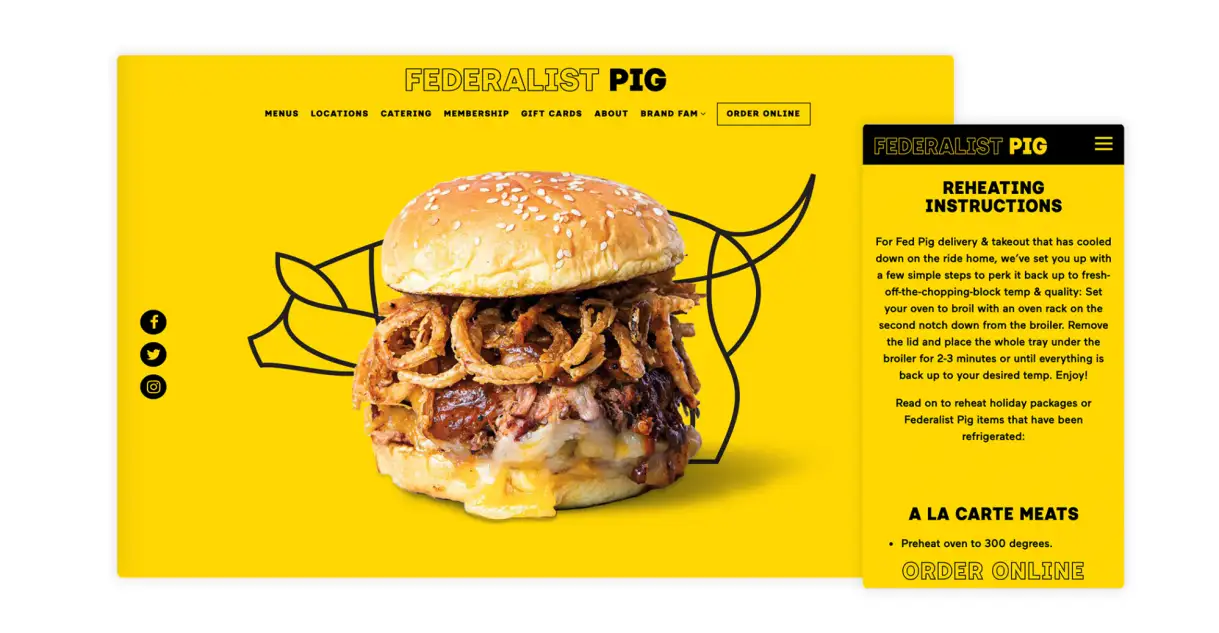 FEDERALIST PIG
MENUS LOCATIONS CATERING MEMBERSHIP GIFT CARDS ABOUT BRAND FAM ORDER ONLINE
FEDERALIST PIG
REHEATING
INSTRUCTIONS
For Fed Pig delivery & takeout that has cooled
down on the ride home, we’ve set you up with
a few simple steps to perk it back up to fresh-
off-the-chopping-block temp & quality: Set
your oven to broil with an oven rack on the
second notch down from the broiler. Remove
the lid and place the whole tray under the
broiler for 2-3 minutes or until everything is
back up to your desired temp. Enjoy!
Read on to reheat holiday packages or
Federalist Pig items that have been
refrigerated:
A LA CARTE MEATS
• Preheat oven to 300 degrees.
ORDER ONLINE